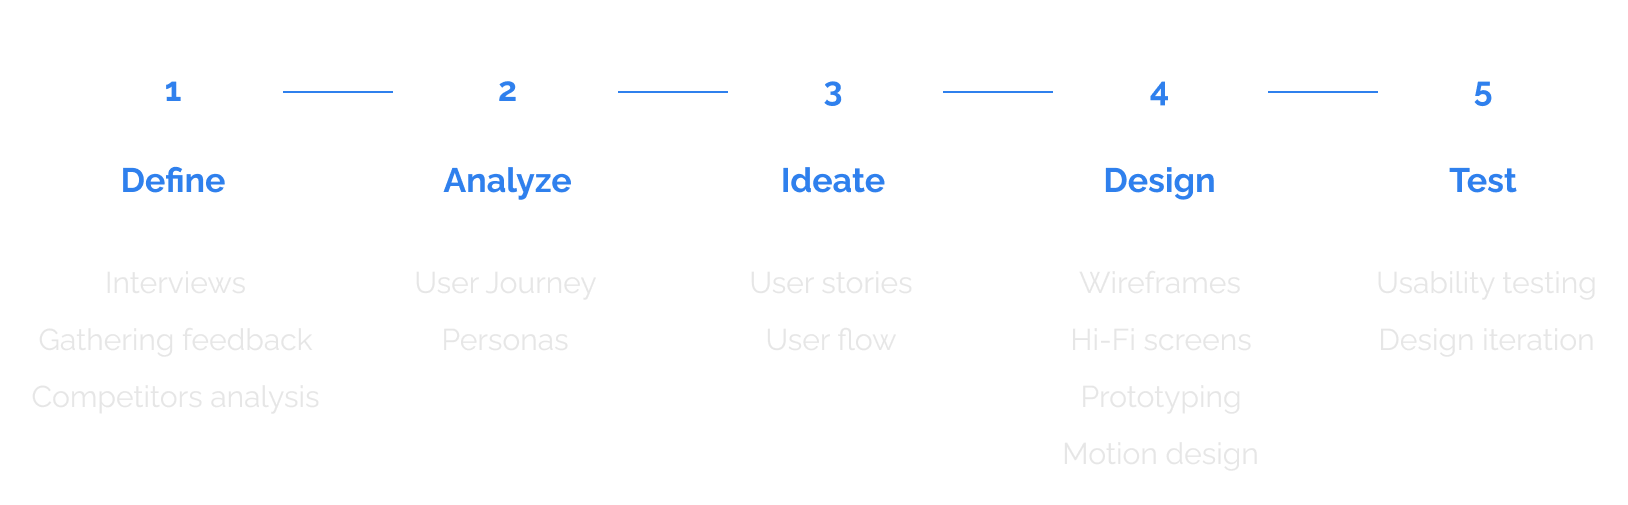 1
2
3
4
5
Define
Analyze
Ideate
Design
Test
Interviews
Gathering feedback
Competitors analysis
User Journey
Personas
User stories
User flow
Wireframes
Hi-Fi screens
Prototyping
Motion design
Usability testing
Design iteration